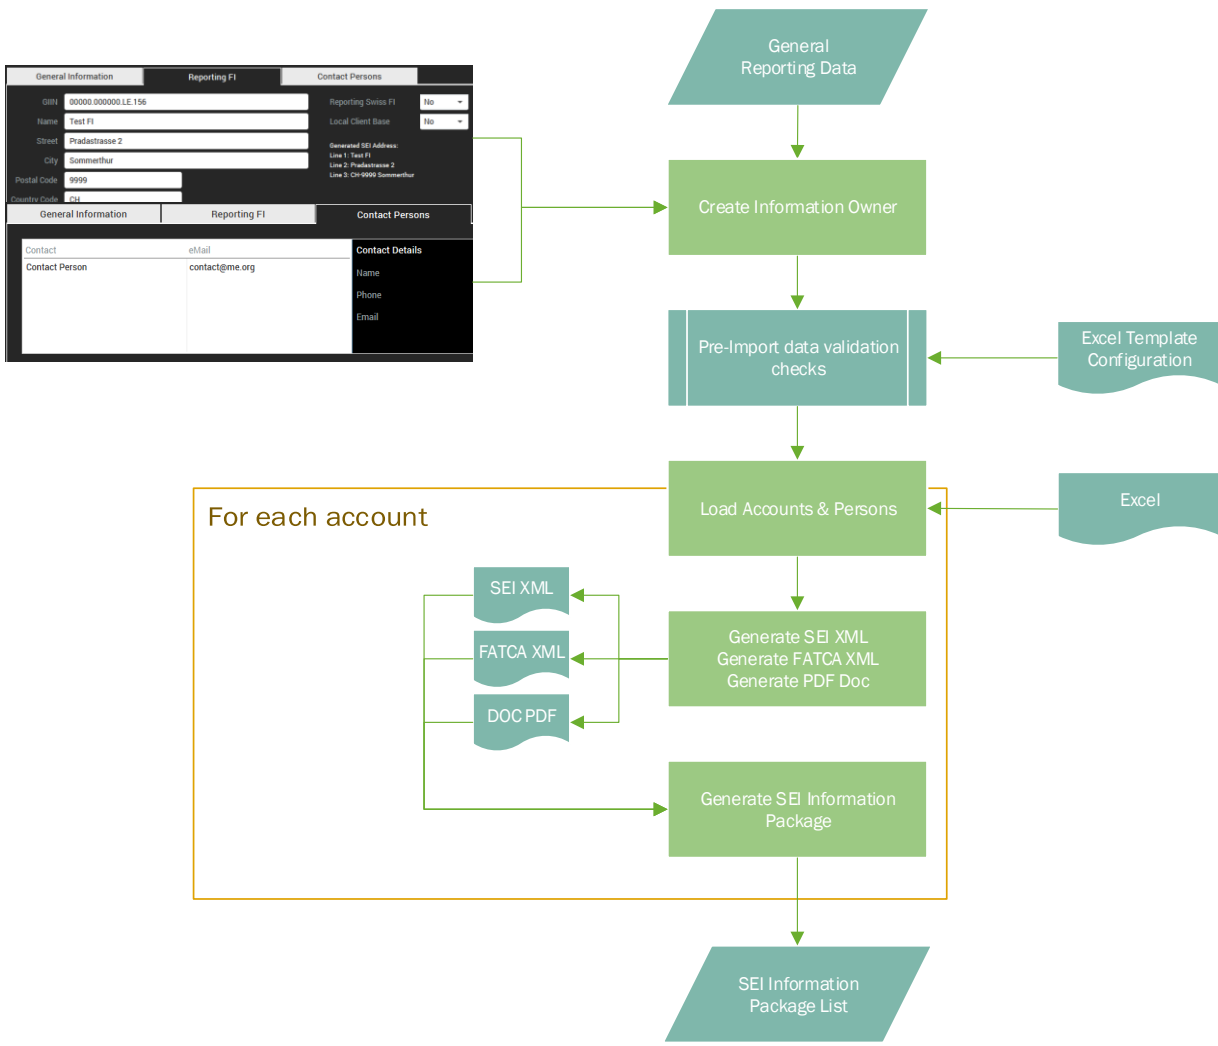 General
Reporting Data
General Information
Reporting FI
Contact Persons
GIIN
00000.000000.LE.156
Reporting Swiss FI
No
Name
Test FI
Local Client Base
No
Street
Pradastrasse 2
Generated SEI Address:
Line 1: Test FI
City
Sommerthur
Line 2: Pradastrasse 2
Line 3: CH-9999 Sommerthur
Postal Code
9999
Country Code
CH
General Information
Reporting FI
Contact Persons
Contact
eMail
Contact Details
Contact Person
contact@me.org
Name
Phone
Email
Create Information Owner
Pre-Import data validation
checks
Excel Template
Configuration
For each account
Load Accounts & Persons
Excel
SEI XML
FATCA XML
DOC PDF
Generate SEI XML
Generate FATCA XML
Generate PDF Doc
Generate SEI Information
Package
SEI Information
Package List